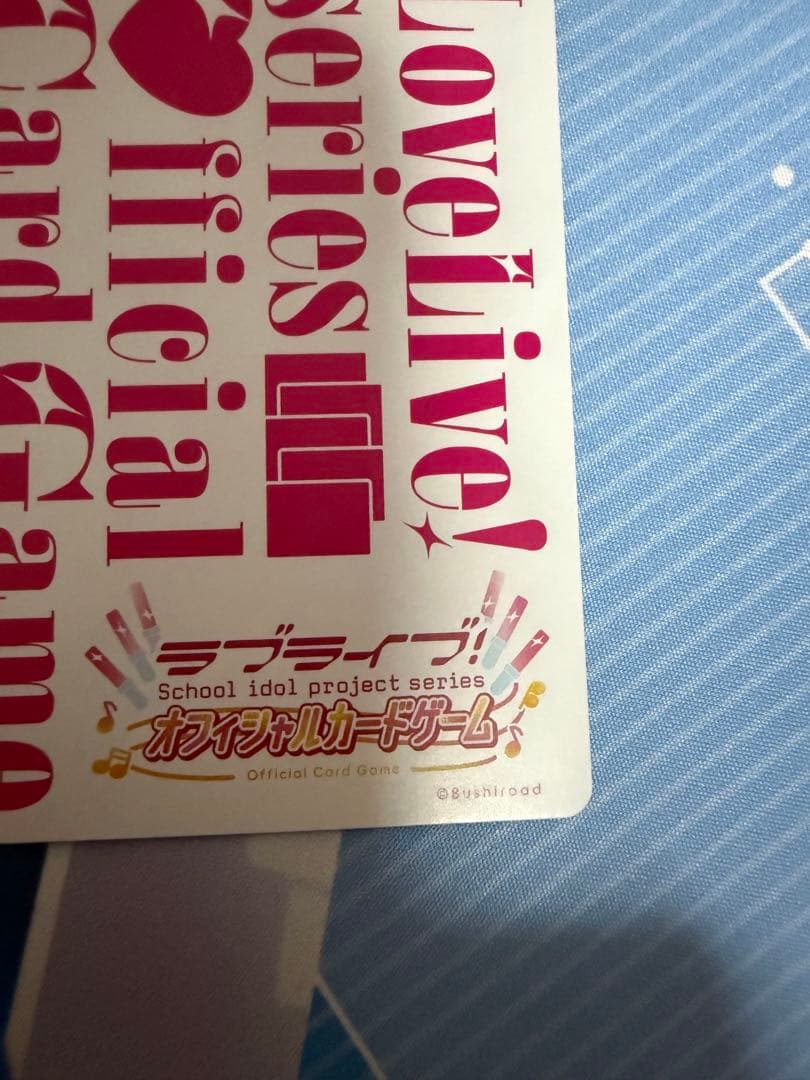 LoveLive!
series
fficial
Card Game
ラブライブ!
School idol project series
オフィシャルカードゲーム
Official Card Game
©Bushiroad